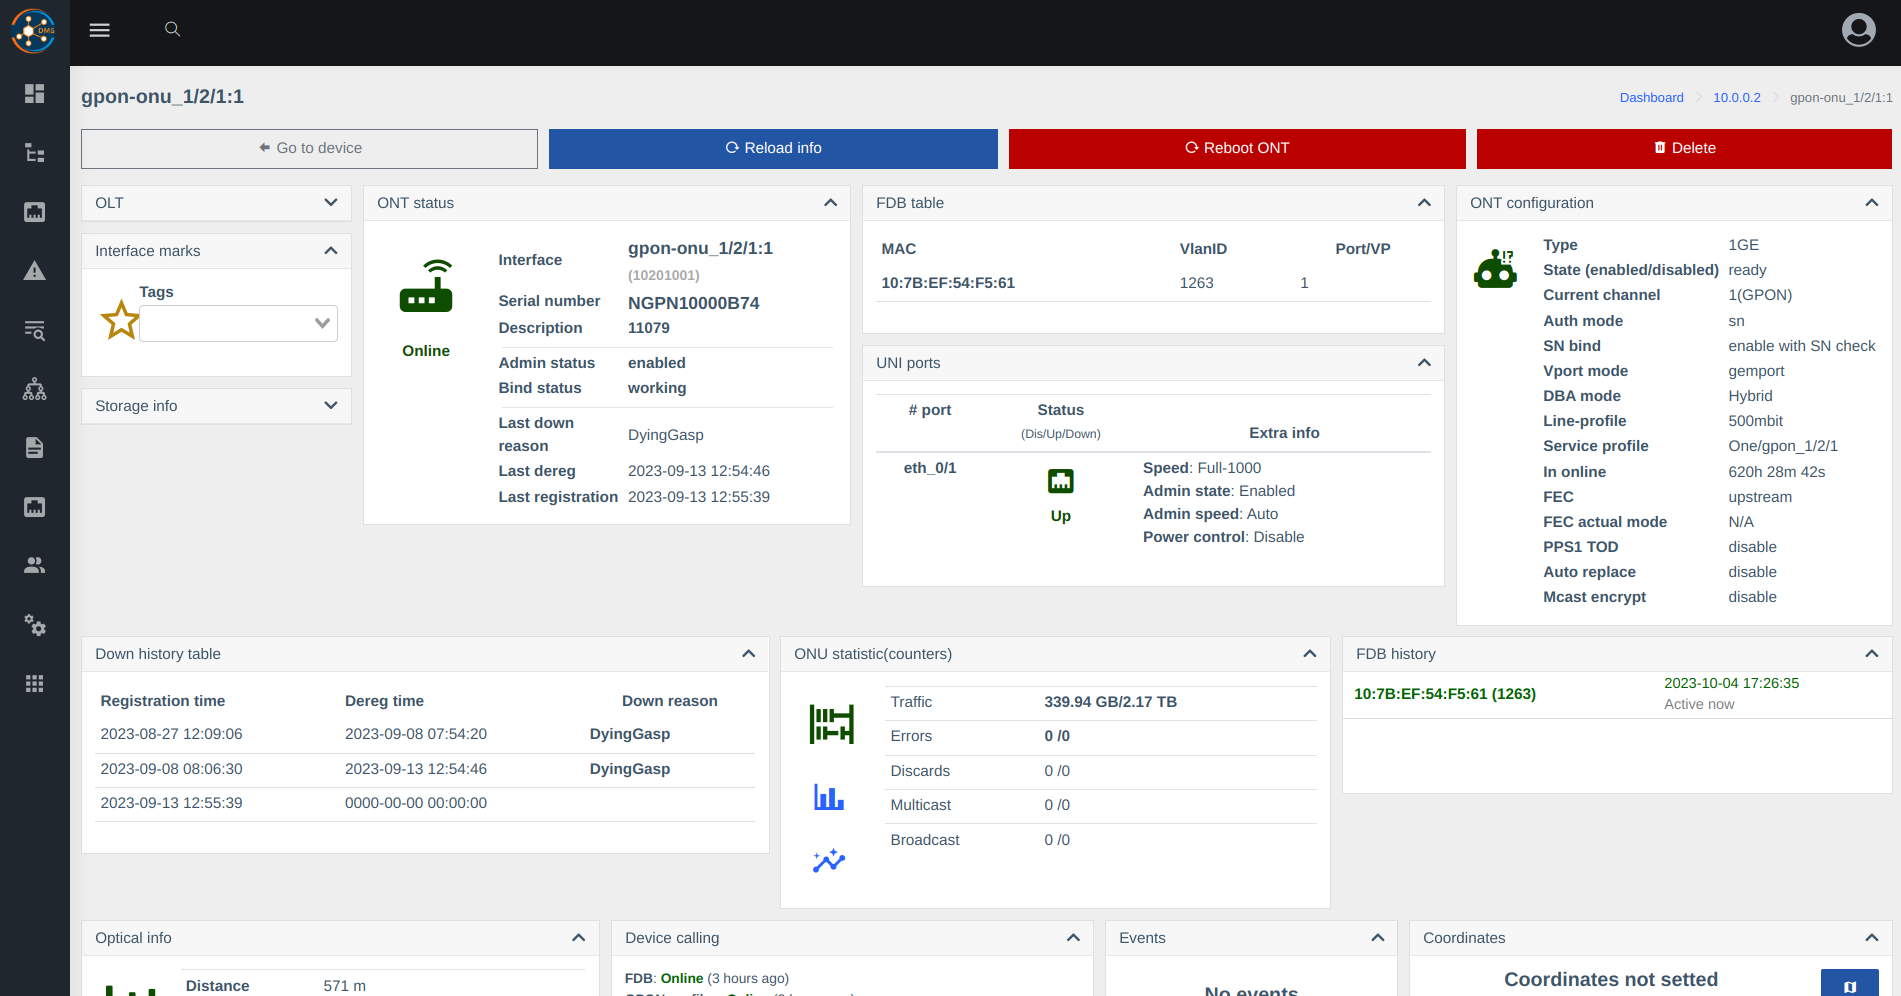 DMS
gpon-onu_1/2/1:1
Dashboard 10.0.0.2 gpon-onu_1/2/1:1
Go to device
Reload info
Reboot ONT
Delete
OLT
Interface marks
Tags
Storage info
ONT status
Online
Interface gpon-onu_1/2/1:1
(10201001)
Serial number NGPN10000B74
Description 11079
Admin status enabled
Bind status working
Last down reason DyingGasp
Last dereg 2023-09-13 12:54:46
Last registration 2023-09-13 12:55:39
FDB table
MAC VlanID Port/VP
10:7B:EF:54:F5:61 1263 1
UNI ports
# port Status Extra info
(Dis/Up/Down)
eth_0/1
Up
Speed: Full-1000
Admin state: Enabled
Admin speed: Auto
Power control: Disable
ONT configuration
Type 1GE
State (enabled/disabled) ready
Current channel 1(GPON)
Auth mode sn
SN bind enable with SN check
Vport mode gemport
DBA mode Hybrid
Line-profile 500mbit
Service profile One/gpon_1/2/1
In online 620h 28m 42s
FEC upstream
FEC actual mode N/A
PPS1 TOD disable
Auto replace disable
Mcast encrypt disable
Down history table
Registration time Dereg time Down reason
2023-08-27 12:09:06 2023-09-08 07:54:20 DyingGasp
2023-09-08 08:06:30 2023-09-13 12:54:46 DyingGasp
2023-09-13 12:55:39 0000-00-00 00:00:00
ONU statistic(counters)
Traffic 339.94 GB/2.17 TB
Errors 0 /0
Discards 0 /0
Multicast 0 /0
Broadcast 0 /0
FDB history
10:7B:EF:54:F5:61 (1263) 2023-10-04 17:26:35
Active now
Optical info
Distance 571 m
Device calling
FDB: Online (3 hours ago)
Events
No events
Coordinates
Coordinates not setted